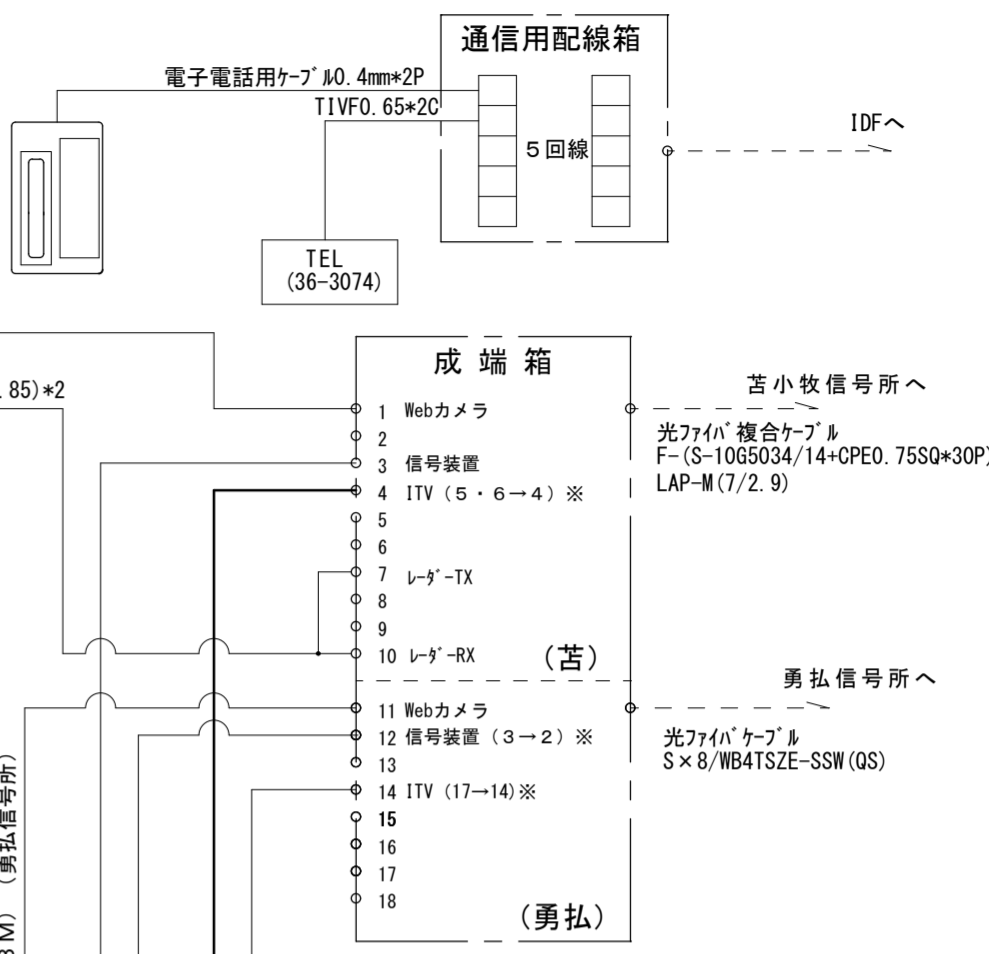 通信用配線箱
電子電話用ケーブル0.4mm*2P
TIVF0.65*2C
5回線
IDFへ
TEL
(36-3074)
成端箱
.85)*2
苫小牧信号所へ
光ファイバ複合ケーブル
F-(S-10G5034/14+CPE0.75SQ*30P)
LAP-M(7/2.9)
1 Webカメラ
2
3 信号装置
4 ITV（5・6→4）※
5
6
7 レーダーTX
8
9
10 レーダーRX
（苫）
勇払信号所へ
光ファイバケーブル
S×8/WB4TSZE-SSW(QS)
11 Webカメラ
12 信号装置（3→2）※
13
14 ITV (17→14)※
15
16
17
18
（勇払）
M) (勇払信号所)